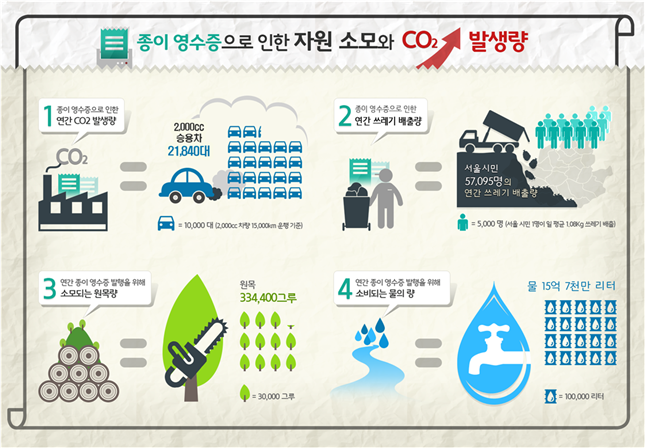 종이 영수증으로 인한 자원 소모와 CO₂ 발생량
1 종이 영수증으로 인한
연간 CO2 발생량
CO₂
2,000cc
승용차
21,840대
= 10,000 대 (2,000cc 차량 15,000km 운행 기준)
2 종이 영수증으로 인한
연간 쓰레기 배출량
서울시민
57,095명의
연간 쓰레기 배출량
= 5,000 명 (서울 시민 1명이 일 평균 1.08Kg 쓰레기 배출)
3 연간 종이 영수증 발행을 위해
소모되는 원목량
원목
334,400그루
= 30,000 그루
4 연간 종이 영수증 발행을 위해
소비되는 물의 량
물 15억 7천만 리터
= 100,000 리터